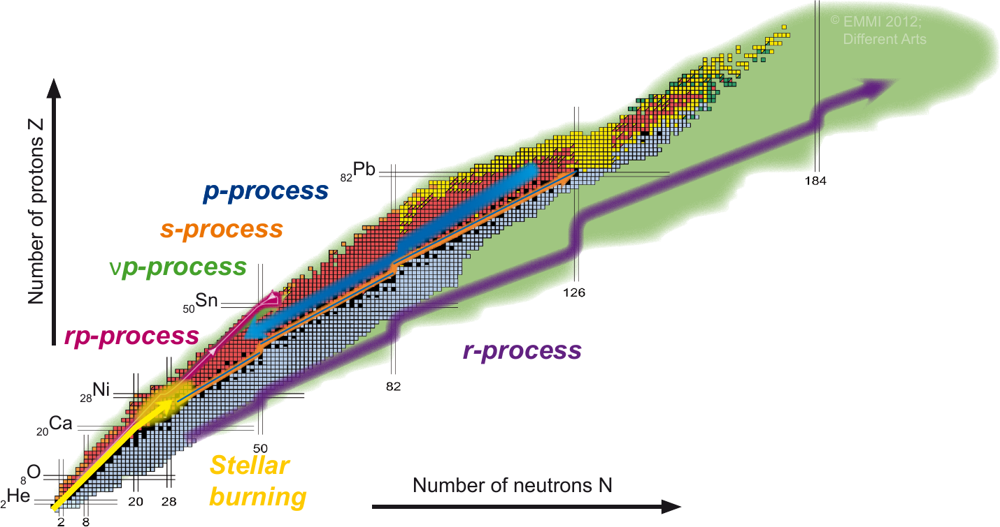 © EMMI 2012;
Different Arts
Number of protons Z
82Pb
184
p-process
s-process
νp-process
126
50Sn
rp-process
r-process
82
28Ni
20Ca
50
Stellar
burning
8O
Number of neutrons N
2He
20
28
2
8